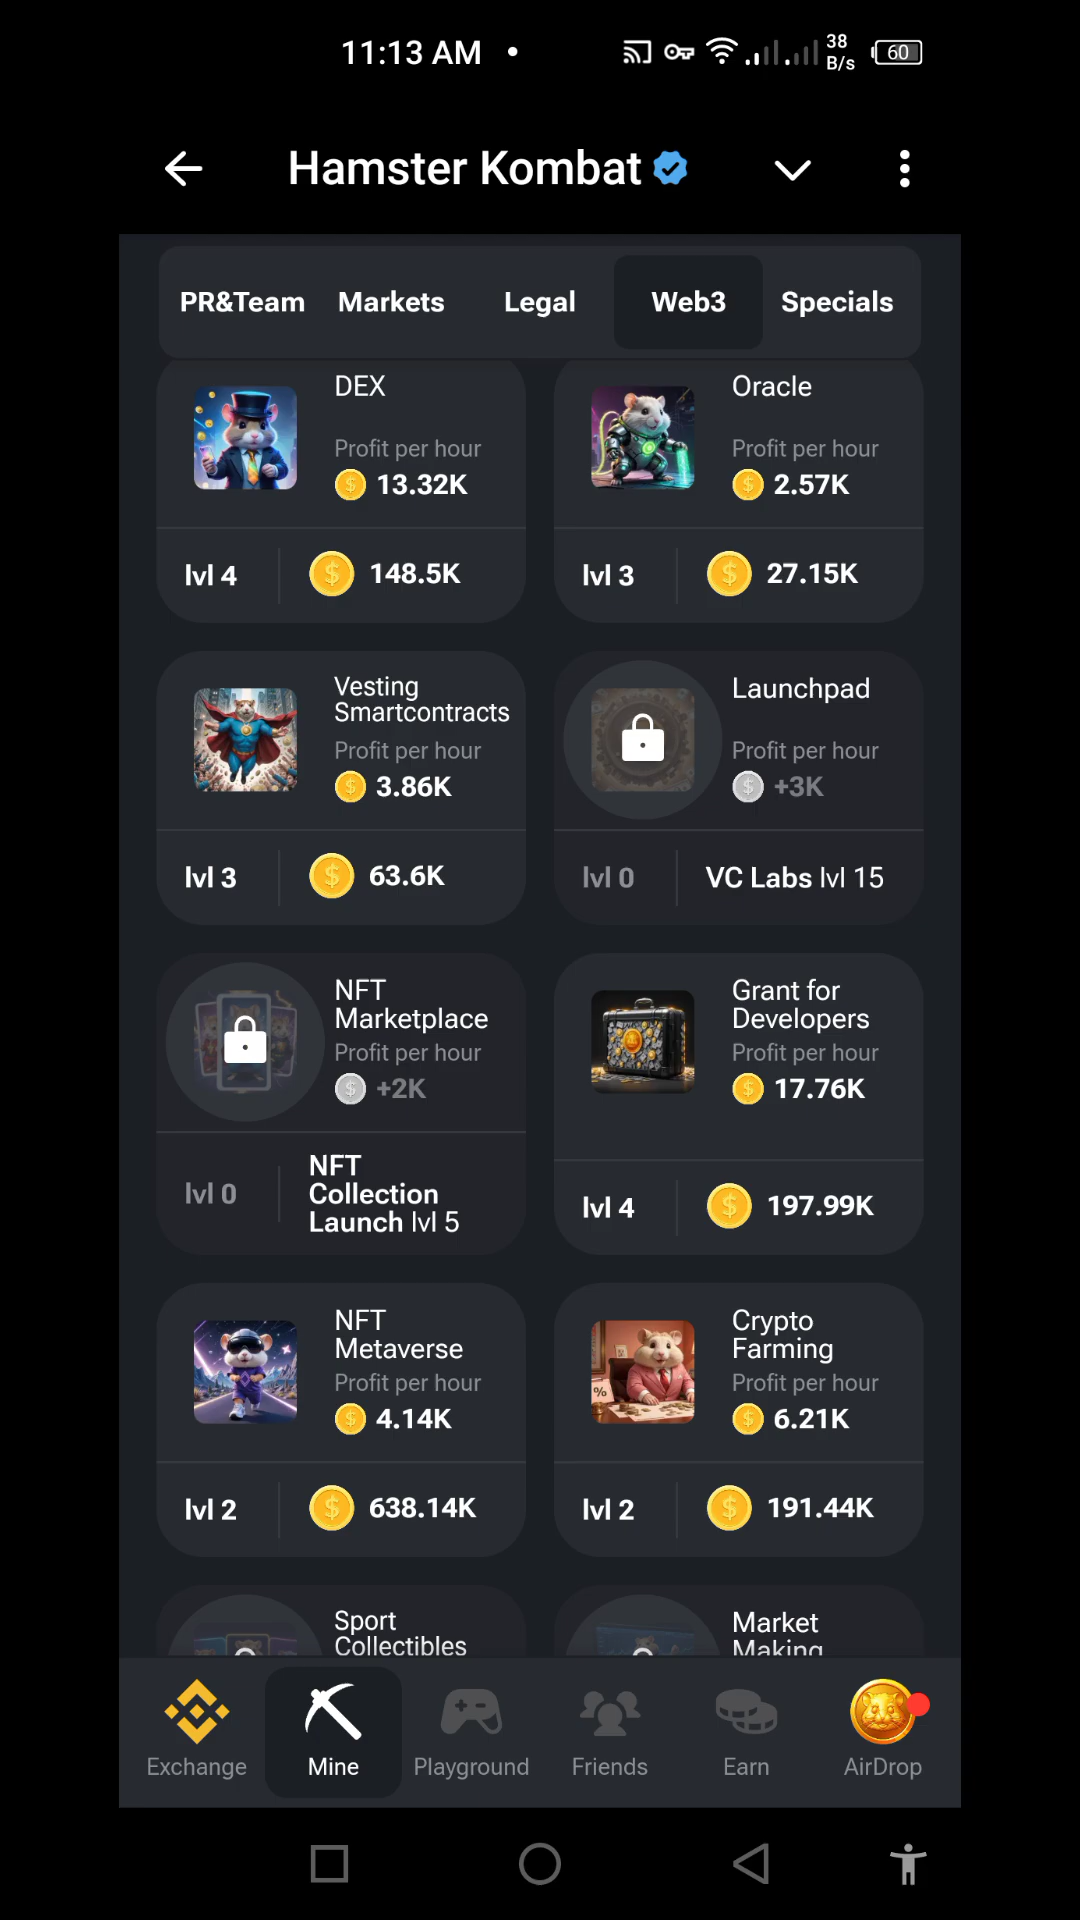 11:13 AM •
38
B/s
60
Hamster Kombat
PR&Team
Markets
Legal
Web3
Specials
DEX
Profit per hour
13.32K
lvl 4
148.5K
Oracle
Profit per hour
2.57K
lvl 3
27.15K
Vesting
Smartcontracts
Profit per hour
3.86K
lvl 3
63.6K
Launchpad
Profit per hour
+3K
lvl 0
VC Labs lvl 15
NFT
Marketplace
Profit per hour
+2K
lvl 0
NFT
Collection
Launch lvl 5
Grant for
Developers
Profit per hour
17.76K
lvl 4
197.99K
NFT
Metaverse
Profit per hour
4.14K
lvl 2
638.14K
Crypto
Farming
Profit per hour
6.21K
lvl 2
191.44K
Sport
Collectibles
Market
Making
Exchange
Mine
Playground
Friends
Earn
AirDrop